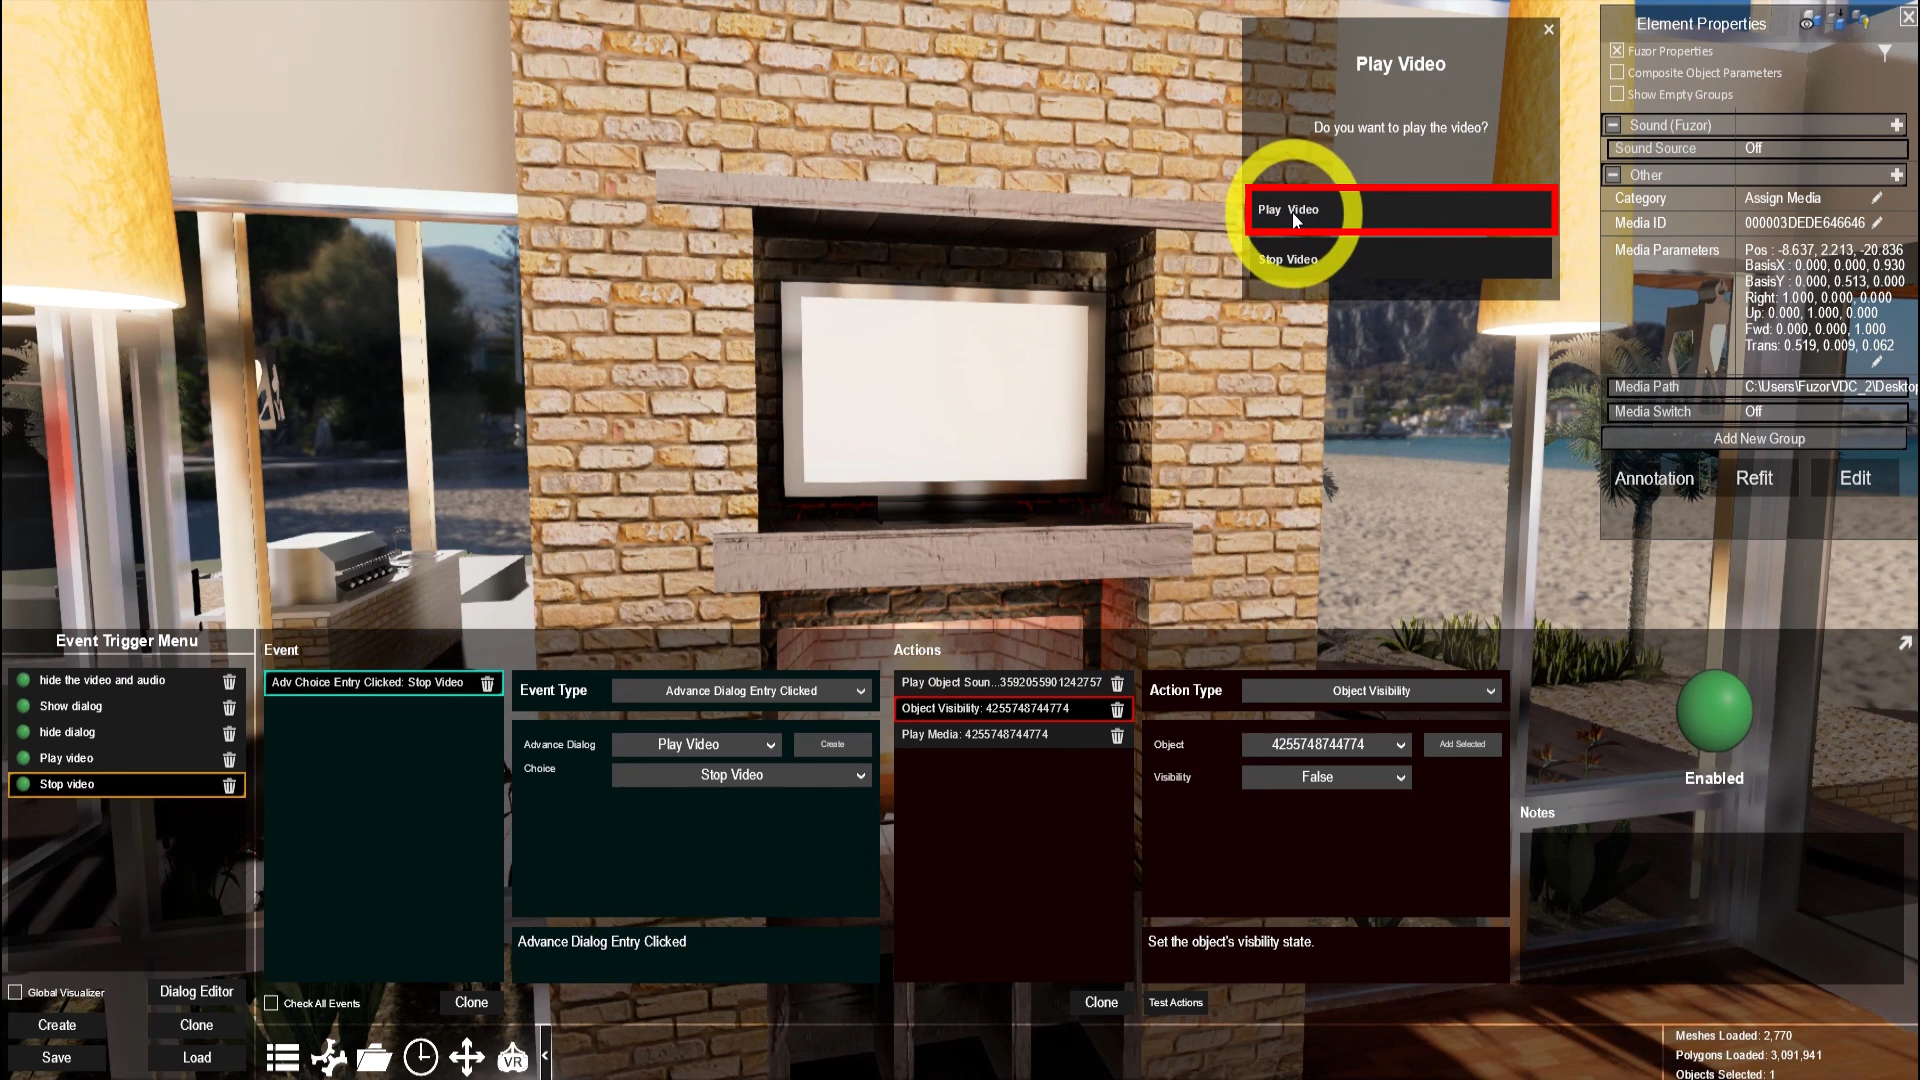 Play Video
Do you want to play the video?
Play Video
Stop Video
Element Properties
Fuzor Properties
Composite Object Parameters
Show Empty Groups
Sound (Fuzor)
Sound Source Off
Other
Category Assign Media
Media ID 000003DEDE646646
Media Parameters Pos : -8.637, 2.213, -20.836
BasisX : 0.000, 0.000, 0.930
BasisY : 0.000, 0.513, 0.000
Right: 1.000, 0.000, 0.000
Up: 0.000, 1.000, 0.000
Fwd: 0.000, 0.000, 1.000
Trans: 0.519, 0.009, 0.062
Media Path C:\Users\FuzorVDC_2\Desktop
Media Switch Off
Add New Group
Annotation Refit Edit
Event Trigger Menu
hide the video and audio
Show dialog
hide dialog
Play video
Stop video
Global Visualizer Dialog Editor
Create Clone
Save Load
Event
Adv Choice Entry Clicked: Stop Video
Check All Events Clone
Event Type Advance Dialog Entry Clicked
Advance Dialog Play Video Create
Choice Stop Video
Advance Dialog Entry Clicked
Actions
Play Object Soun...3592055901242757
Object Visibility: 4255748744774
Play Media: 4255748744774
Clone
Action Type Object Visibility
Object 4255748744774 Add Selected
Visibility False
Set the object's visbility state.
Test Actions
Enabled
Notes
VR
Meshes Loaded: 2,770
Polygons Loaded: 3,091,941
Objects Selected: 1